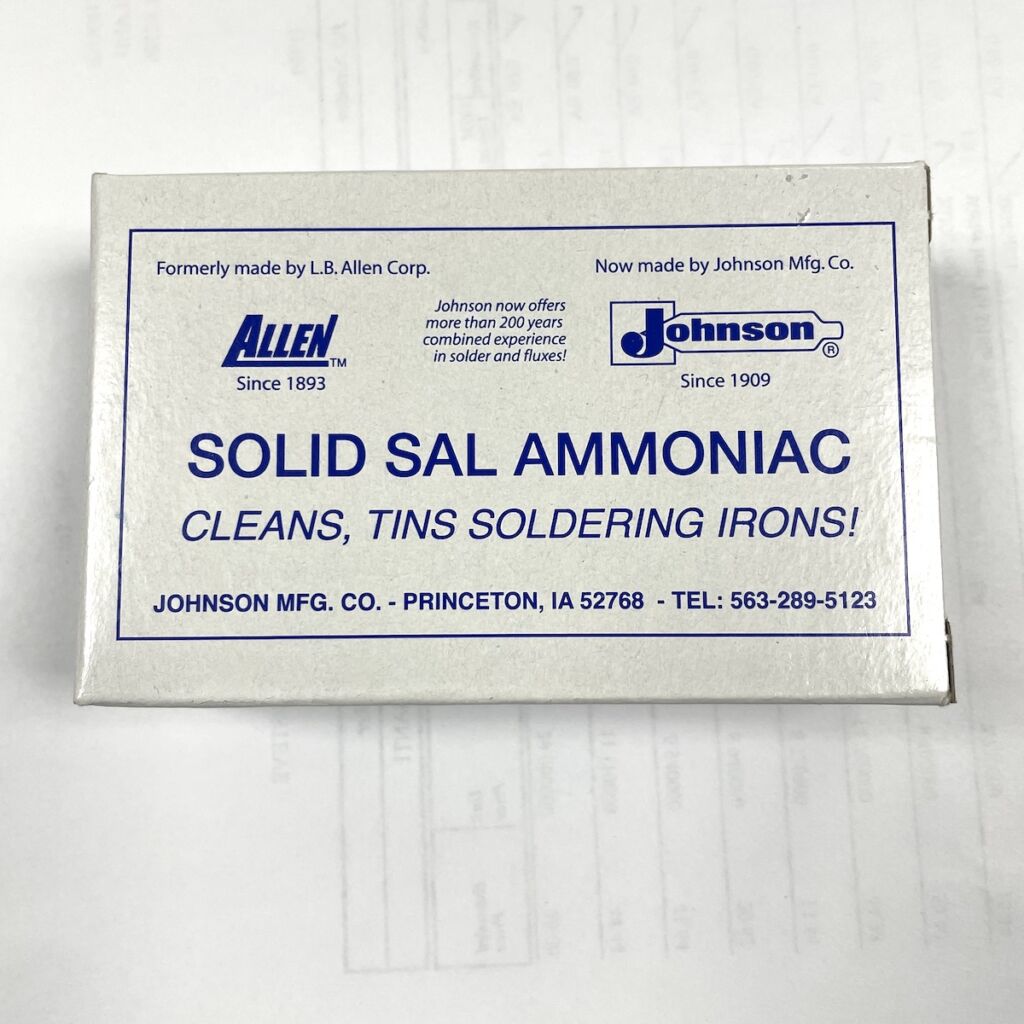 Formerly made by L.B. Allen Corp.
Now made by Johnson Mfg. Co.
ALLEN™
Since 1893
Johnson now offers
more than 200 years
combined experience
in solder and fluxes!
Johnson®
Since 1909
SOLID SAL AMMONIAC
CLEANS, TINS SOLDERING IRONS!
JOHNSON MFG. CO. - PRINCETON, IA 52768 - TEL: 563-289-5123